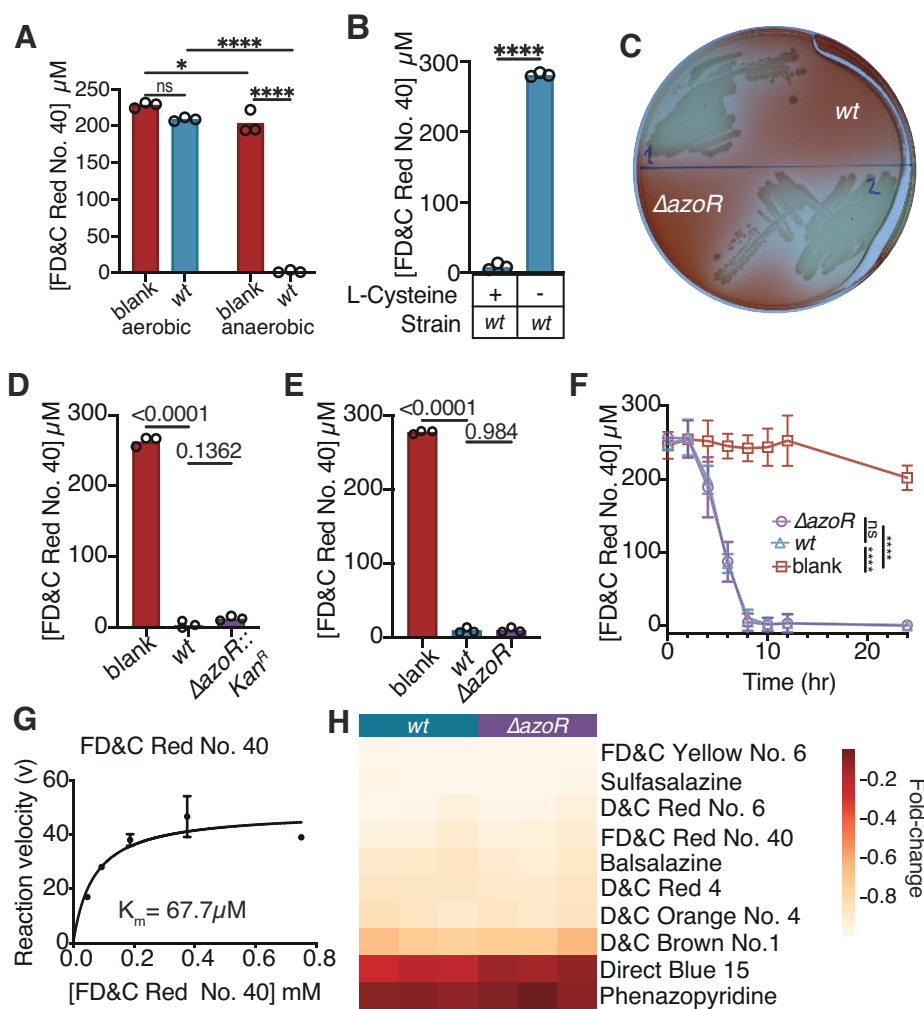 A
[FD&C Red No. 40] µM
250
200
150
100
50
0
ns
*
****
****
blank
wt
blank
wt
aerobic
anaerobic
B
[FD&C Red No. 40] µM
300
200
100
0
****
L-Cysteine + -
Strain wt wt
C
wt
ΔazoR
1
2
D
[FD&C Red No. 40] µM
300
200
100
0
<0.0001
0.1362
blank
wt
ΔazoR::
Kanᴿ
E
[FD&C Red No. 40] µM
300
200
100
0
<0.0001
0.984
blank
wt
ΔazoR
F
[FD&C Red No. 40] µM
300
200
100
0
ΔazoR
wt
blank
ns
****
****
0 10 20
Time (hr)
G
FD&C Red No. 40
Reaction velocity (v)
60
40
20
0
Kₘ= 67.7µM
0.0 0.2 0.4 0.6 0.8
[FD&C Red No. 40] mM
H
wt ΔazoR
FD&C Yellow No. 6
Sulfasalazine
D&C Red No. 6
FD&C Red No. 40
Balsalazine
D&C Red 4
D&C Orange No. 4
D&C Brown No.1
Direct Blue 15
Phenazopyridine
-0.2
-0.4
-0.6
-0.8
Fold-change